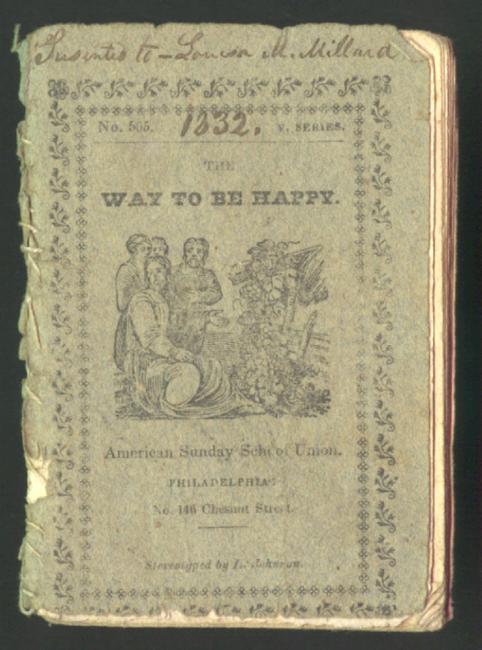 Presented to - Louisa M. Millard
No. 505. 1832. V. SERIES.
THE
WAY TO BE HAPPY.
American Sunday School Union.
PHILADELPHIA:
No. 146 Chesnut Street.
Stereotyped by L. Johnson.